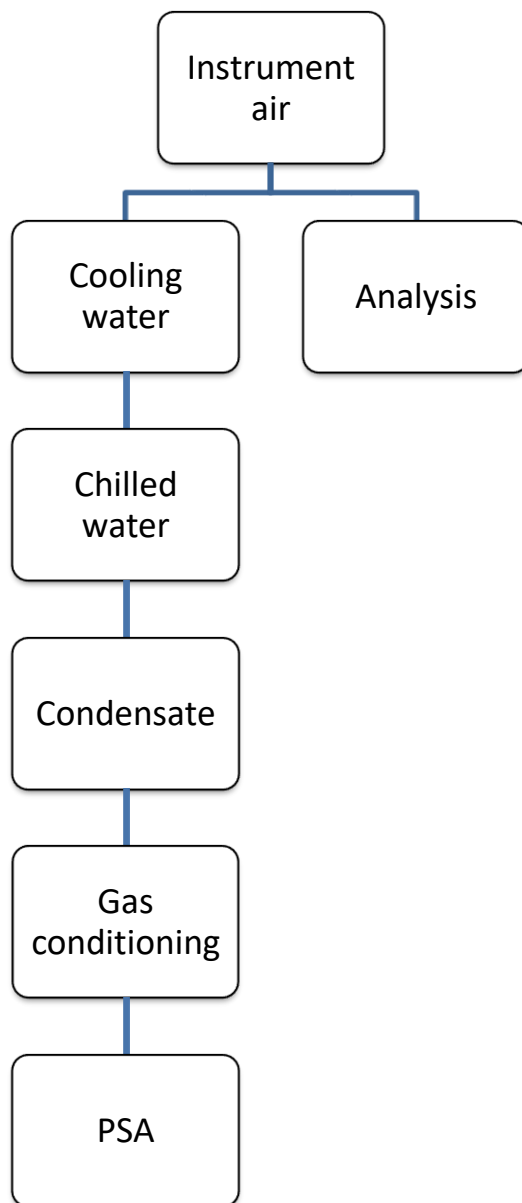 Instrument
air
Cooling
water
Analysis
Chilled
water
Condensate
Gas
conditioning
PSA